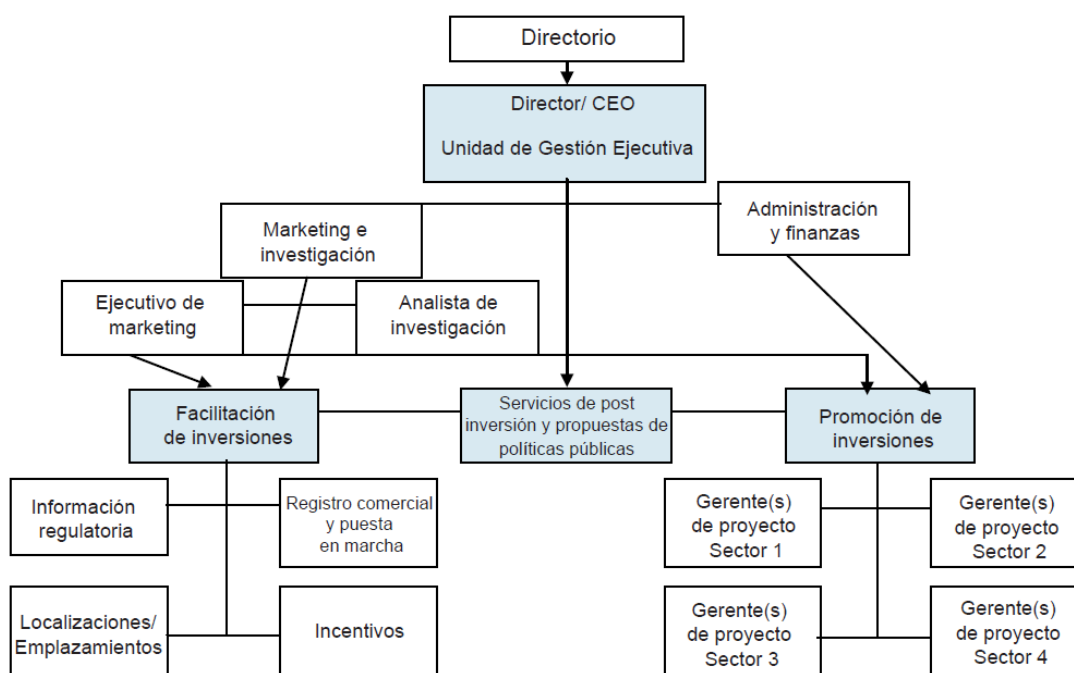 Directorio
Director/ CEO
Unidad de Gestión Ejecutiva
Marketing e
investigación
Administración
y finanzas
Ejecutivo de
marketing
Analista de
investigación
Facilitación
de inversiones
Servicios de post
inversión y propuestas de
políticas públicas
Promoción de
inversiones
Información
regulatoria
Registro comercial
y puesta
en marcha
Gerente(s)
de proyecto
Sector 1
Gerente(s)
de proyecto
Sector 2
Localizaciones/
Emplazamientos
Incentivos
Gerente(s)
de proyecto
Sector 3
Gerente(s)
de proyecto
Sector 4